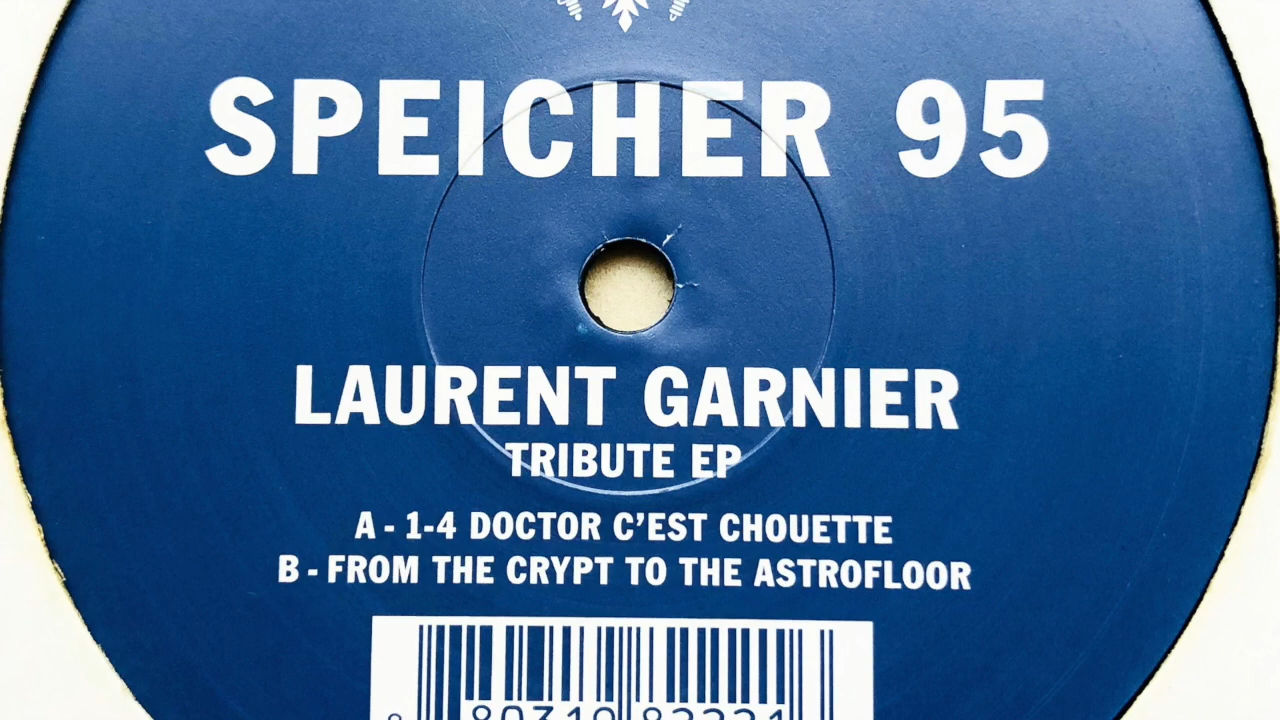 SPEICHER 95
LAURENT GARNIER
TRIBUTE EP
A - 1-4 DOCTOR C'EST CHOUETTE
B - FROM THE CRYPT TO THE ASTROFLOOR